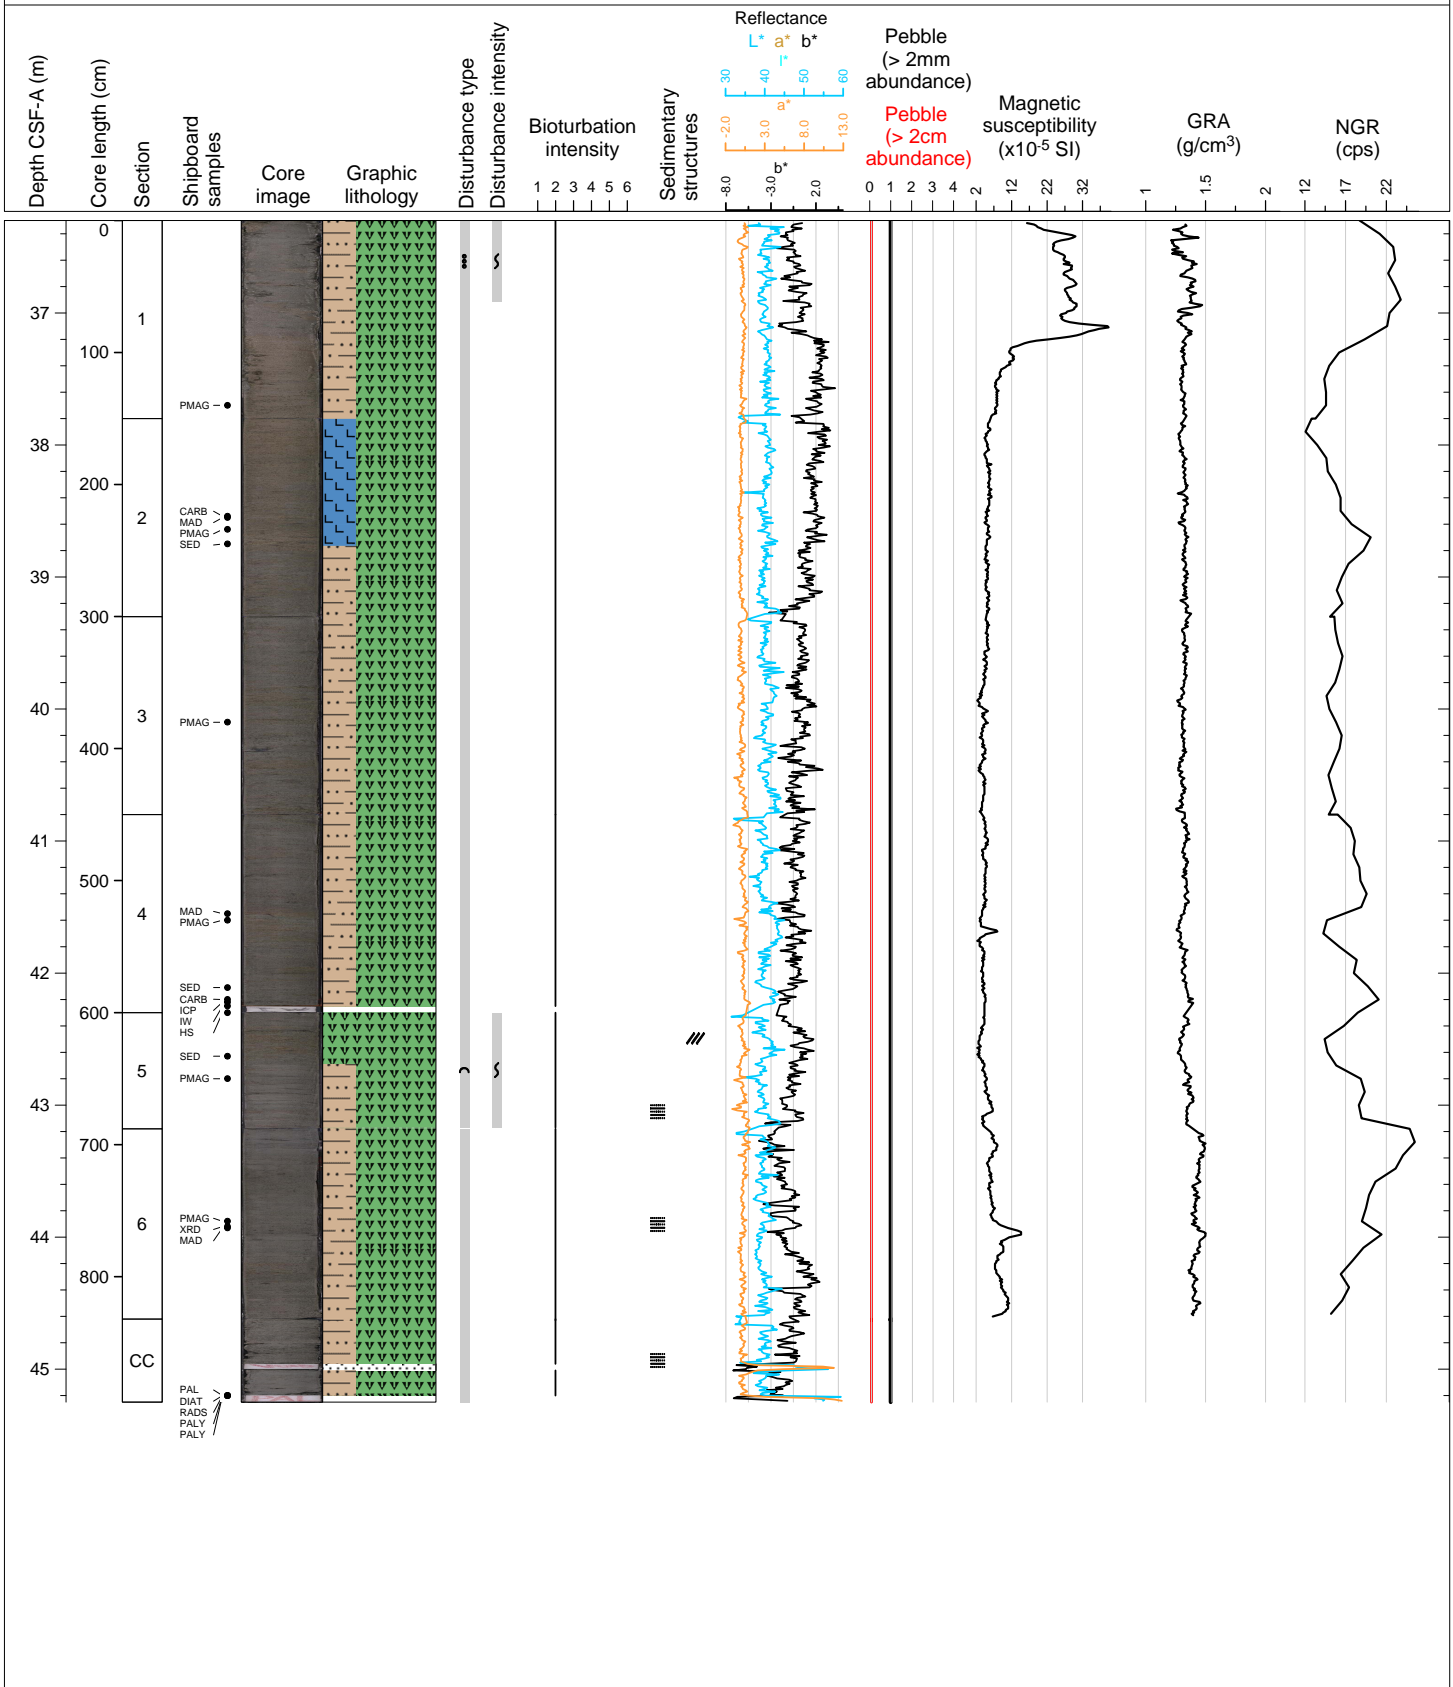 Depth CSF-A (m)
Core length (cm)
Section
Shipboard
samples
Core
image
Graphic
lithology
Disturbance type
Disturbance intensity
Bioturbation
intensity
1 2 3 4 5 6
Sedimentary
structures
Reflectance
L* a* b*
l*
30 40 50 60
a*
-2.0 3.0 8.0 13.0
b*
-8.0 -3.0 2.0
Pebble
(> 2mm
abundance)
Pebble
(> 2cm
abundance)
0 1 2 3 4
Magnetic
susceptibility
(x10-5 SI)
2 12 22 32
GRA
(g/cm3)
1 1.5 2
NGR
(cps)
12 17 22
0
37
1
100
PMAG
38
200
2
CARB
MAD
PMAG
SED
39
300
40
3
PMAG
400
41
500
4
MAD
PMAG
42
SED
CARB
600
ICP
IW
HS
SED
5
PMAG
43
700
6
PMAG
XRD
MAD
44
800
CC
45
PAL
DIAT
RADS
PALY
PALY